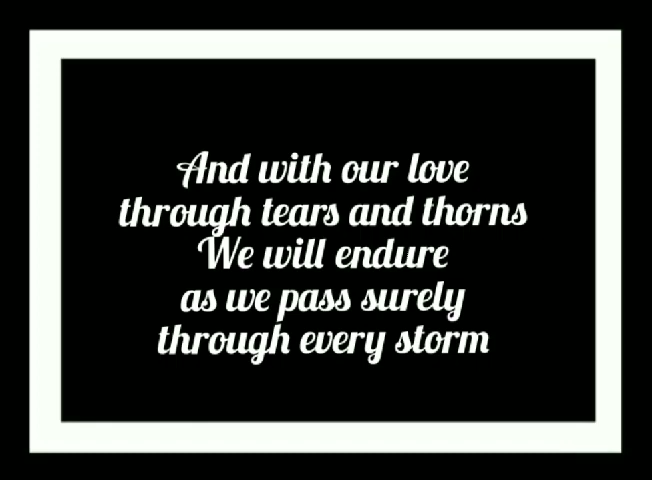 And with our love
through tears and thorns
We will endure
as we pass surely
through every storm